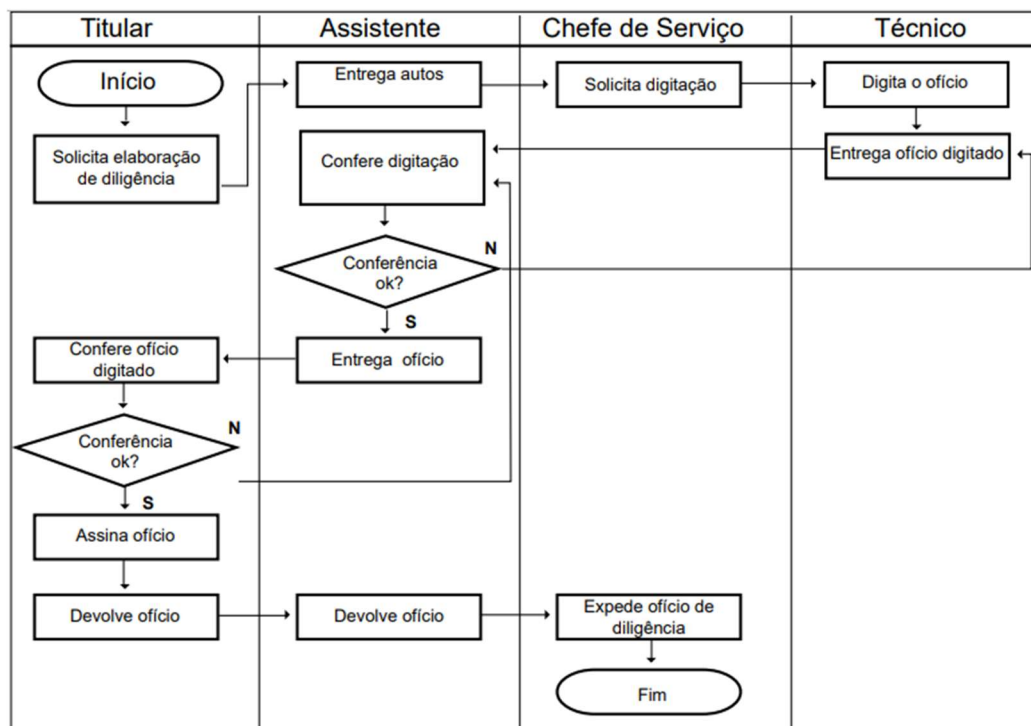 Titular
Assistente
Chefe de Serviço
Técnico
Início
Entrega autos
Solicita digitação
Digita o ofício
Solicita elaboração
de diligência
Confere digitação
Entrega ofício digitado
Conferência
ok?
N
S
Confere ofício
digitado
Entrega ofício
Conferência
ok?
N
S
Assina ofício
Devolve ofício
Devolve ofício
Expede ofício de
diligência
Fim